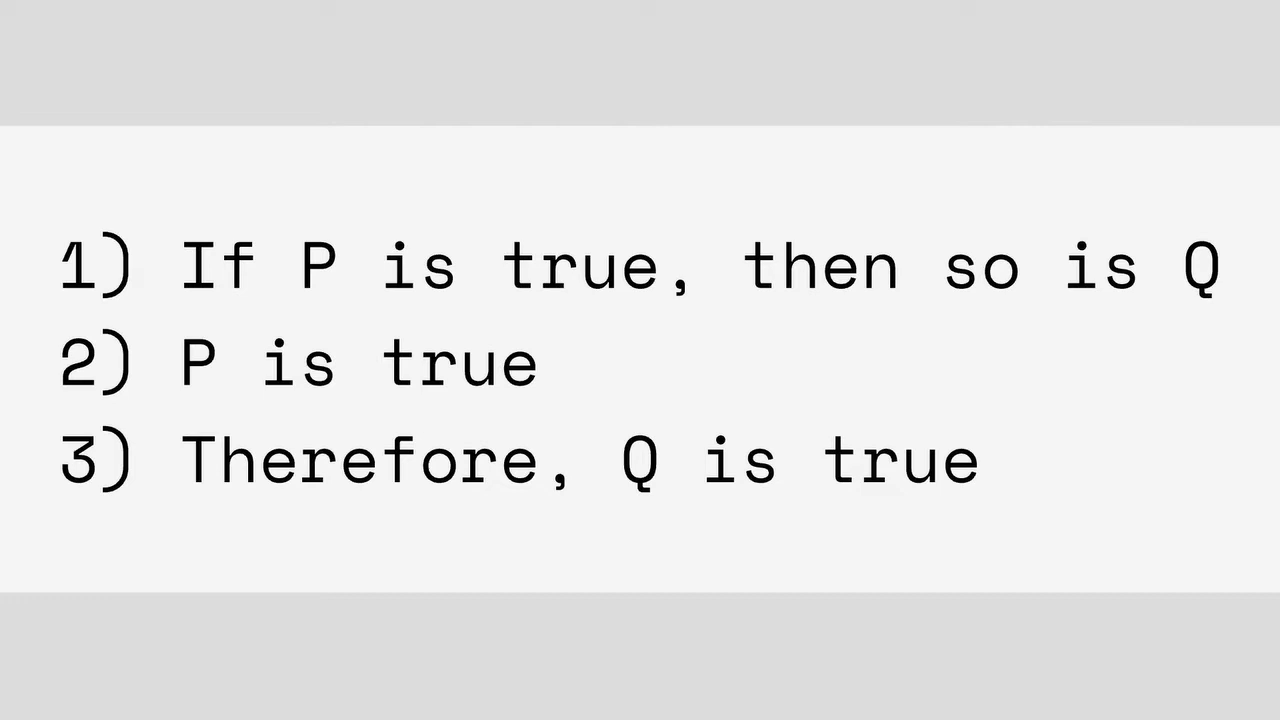 1) If P is true, then so is Q
2) P is true
3) Therefore, Q is true